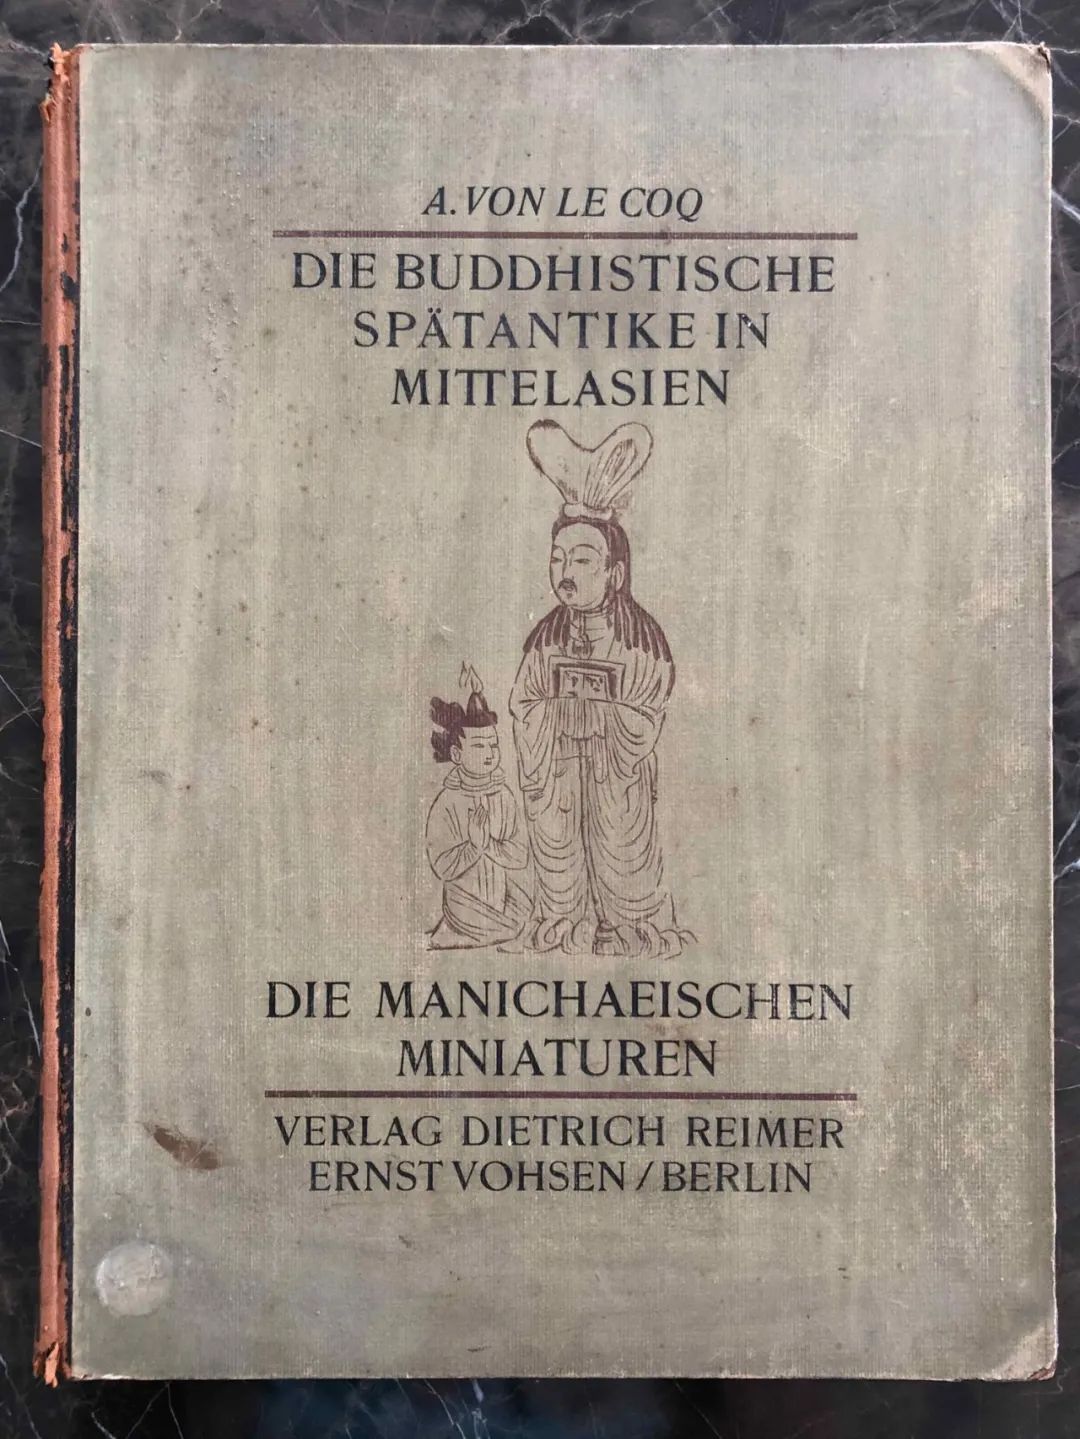 A. VON LE COQ
DIE BUDDHISTISCHE
SPÄTANTIKE IN
MITTELASIEN
DIE MANICHAEISCHEN
MINIATUREN
VERLAG DIETRICH REIMER
ERNST VOHSEN / BERLIN